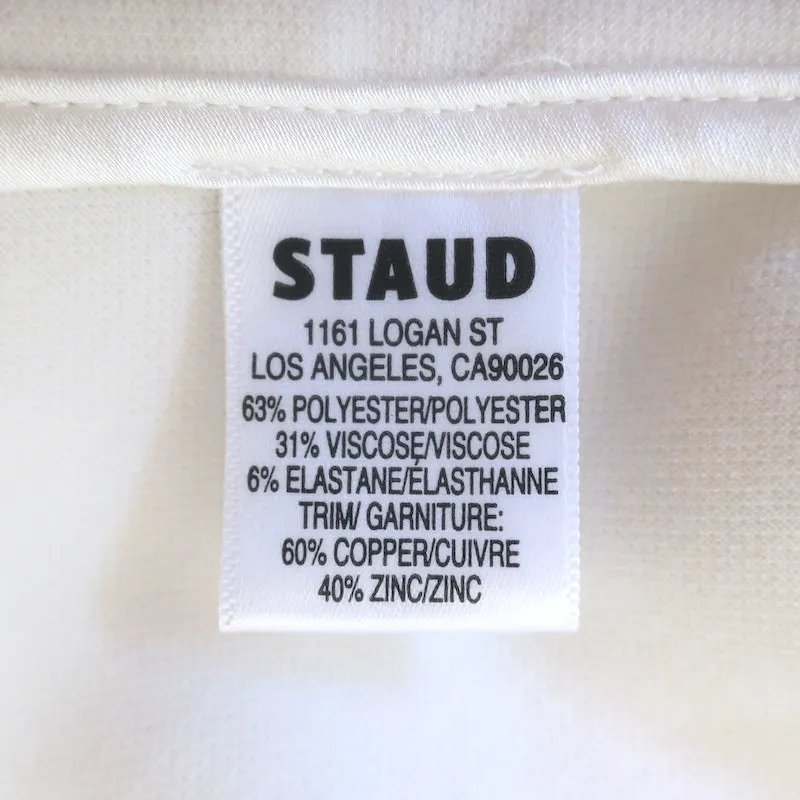 STAUD
1161 LOGAN ST
LOS ANGELES, CA90026
63% POLYESTER/POLYESTER
31% VISCOSE/VISCOSE
6% ELASTANE/ÉLASTHANNE
TRIM/ GARNITURE:
60% COPPER/CUIVRE
40% ZINC/ZINC